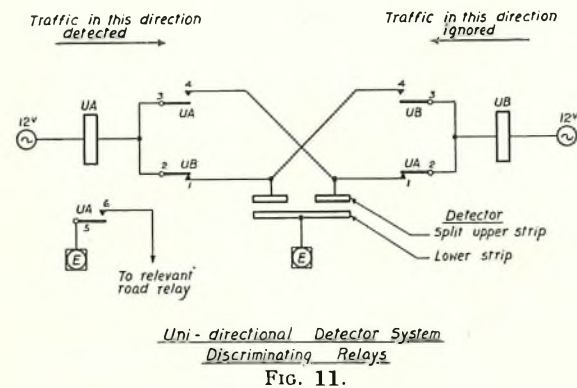 Traffic in this direction
detected
Traffic in this direction
ignored
UA
3
4
UA
4
3
UB
UB
12v
12v
2
UB
1
UA
2
1
UA
6
5
E
E
To relevant
road relay
Detector
Split upper strip
Lower strip
Uni-directional Detector System
Discriminating Relays
FIG. 11.